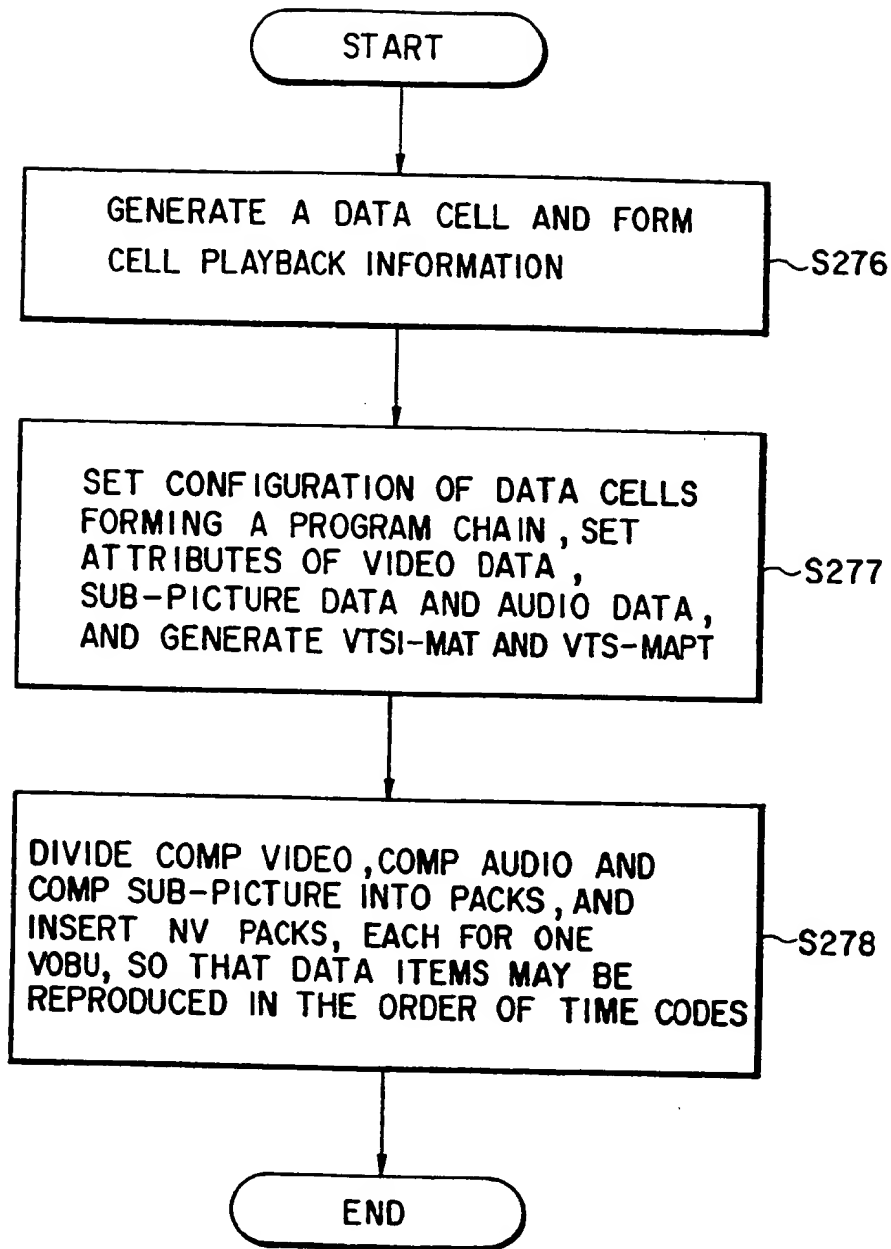 START
GENERATE A DATA CELL AND FORM
CELL PLAYBACK INFORMATION
S276
SET CONFIGURATION OF DATA CELLS
FORMING A PROGRAM CHAIN, SET
ATTRIBUTES OF VIDEO DATA,
SUB-PICTURE DATA AND AUDIO DATA,
AND GENERATE VTSI-MAT AND VTS-MAPT
S277
DIVIDE COMP VIDEO, COMP AUDIO AND
COMP SUB-PICTURE INTO PACKS, AND
INSERT NV PACKS, EACH FOR ONE
VOBU, SO THAT DATA ITEMS MAY BE
REPRODUCED IN THE ORDER OF TIME CODES
S278
END